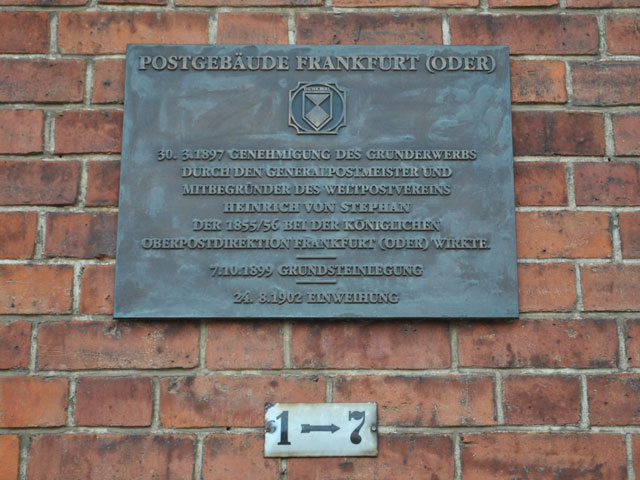 POSTGEBÄUDE FRANKFURT (ODER)
DENKMAL
30. 3.1897 GENEHMIGUNG DES GRUNDERWERBS
DURCH DEN GENERALPOSTMEISTER UND
MITBEGRÜNDER DES WELTPOSTVEREINS
HEINRICH VON STEPHAN
DER 1855/56 BEI DER KÖNIGLICHEN
OBERPOSTDIREKTION FRANKFURT (ODER) WIRKTE.
7.10.1899 GRUNDSTEINLEGUNG
24. 8.1902 EINWEIHUNG
1→7